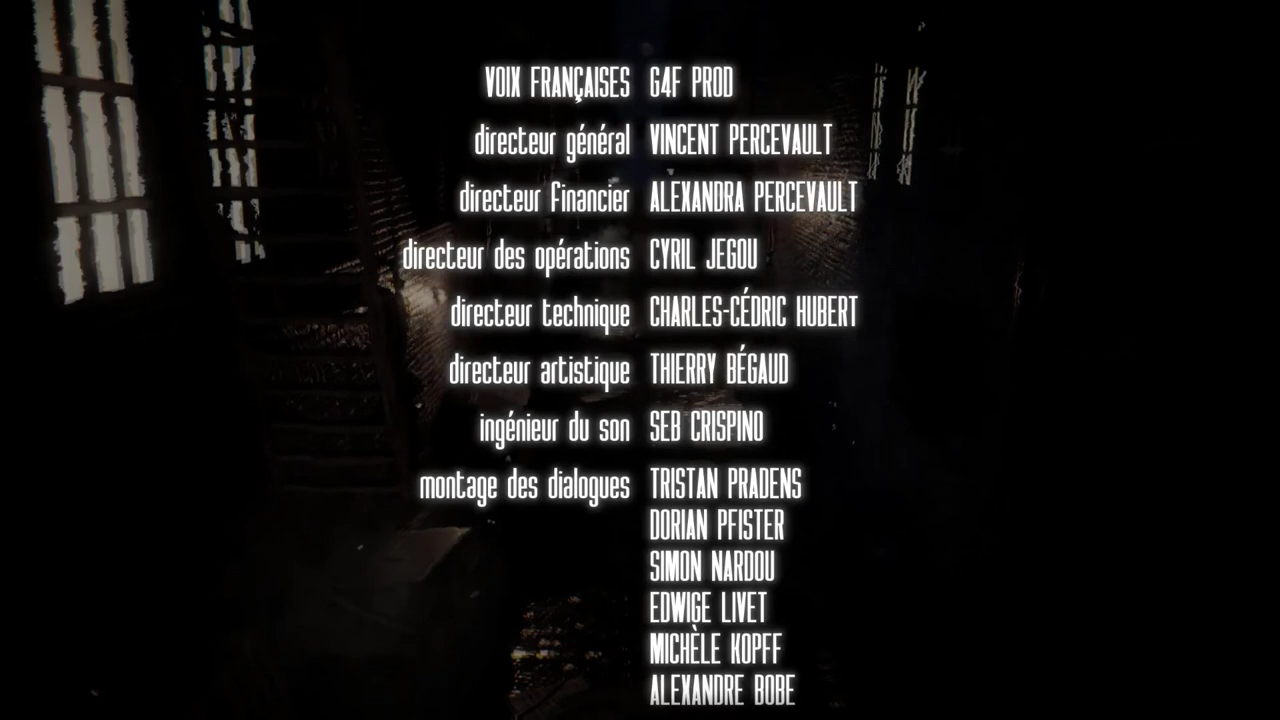 VOIX FRANÇAISES G4F PROD
directeur général VINCENT PERCEVAULT
directeur financier ALEXANDRA PERCEVAULT
directeur des opérations CYRIL JEGOU
directeur technique CHARLES-CÉDRIC HUBERT
directeur artistique THIERRY BÉGAUD
ingénieur du son SEB CRISPINO
montage des dialogues TRISTAN PRADENS
DORIAN PFISTER
SIMON NARDOU
EDWIGE LIVET
MICHÈLE KOPFF
ALEXANDRE BOBE